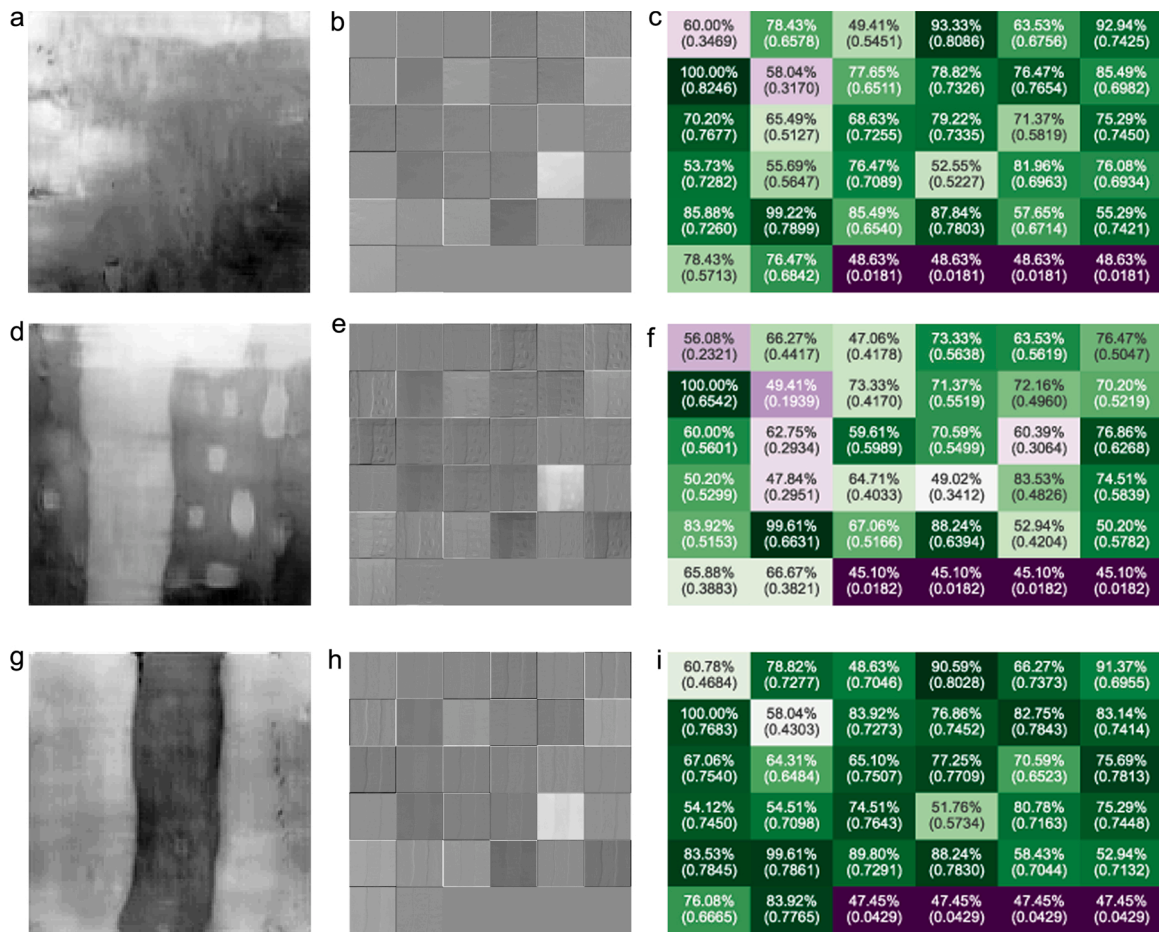 a
b
c
60.00% 78.43% 49.41% 93.33% 63.53% 92.94%
(0.3469) (0.6578) (0.5451) (0.8086) (0.6756) (0.7425)
100.00% 58.04% 77.65% 78.82% 76.47% 85.49%
(0.8246) (0.3170) (0.6511) (0.7326) (0.7654) (0.6982)
70.20% 65.49% 68.63% 79.22% 71.37% 75.29%
(0.7677) (0.5127) (0.7255) (0.7335) (0.5819) (0.7450)
53.73% 55.69% 76.47% 52.55% 81.96% 76.08%
(0.7282) (0.5647) (0.7089) (0.5227) (0.6963) (0.6934)
85.88% 99.22% 85.49% 87.84% 57.65% 55.29%
(0.7260) (0.7899) (0.6540) (0.7803) (0.6714) (0.7421)
78.43% 76.47% 48.63% 48.63% 48.63% 48.63%
(0.5713) (0.6842) (0.0181) (0.0181) (0.0181) (0.0181)
d
e
f
56.08% 66.27% 47.06% 73.33% 63.53% 76.47%
(0.2321) (0.4417) (0.4178) (0.5638) (0.5619) (0.5047)
100.00% 49.41% 73.33% 71.37% 72.16% 70.20%
(0.6542) (0.1939) (0.4170) (0.5519) (0.4960) (0.5219)
60.00% 62.75% 59.61% 70.59% 60.39% 76.86%
(0.5601) (0.2934) (0.5989) (0.5499) (0.3064) (0.6268)
50.20% 47.84% 64.71% 49.02% 83.53% 74.51%
(0.5299) (0.2951) (0.4033) (0.3412) (0.4826) (0.5839)
83.92% 99.61% 67.06% 88.24% 52.94% 50.20%
(0.5153) (0.6631) (0.5166) (0.6394) (0.4204) (0.5782)
65.88% 66.67% 45.10% 45.10% 45.10% 45.10%
(0.3883) (0.3821) (0.0182) (0.0182) (0.0182) (0.0182)
g
h
i
60.78% 78.82% 48.63% 90.59% 66.27% 91.37%
(0.4684) (0.7277) (0.7046) (0.8028) (0.7373) (0.6955)
100.00% 58.04% 83.92% 76.86% 82.75% 83.14%
(0.7683) (0.4303) (0.7273) (0.7452) (0.7843) (0.7414)
67.06% 64.31% 65.10% 77.25% 70.59% 75.69%
(0.7540) (0.6484) (0.7507) (0.7709) (0.6523) (0.7813)
54.12% 54.51% 74.51% 51.76% 80.78% 75.29%
(0.7450) (0.7098) (0.7643) (0.5734) (0.7163) (0.7448)
83.53% 99.61% 89.80% 88.24% 58.43% 52.94%
(0.7845) (0.7861) (0.7291) (0.7830) (0.7044) (0.7132)
76.08% 83.92% 47.45% 47.45% 47.45% 47.45%
(0.6665) (0.7765) (0.0429) (0.0429) (0.0429) (0.0429)